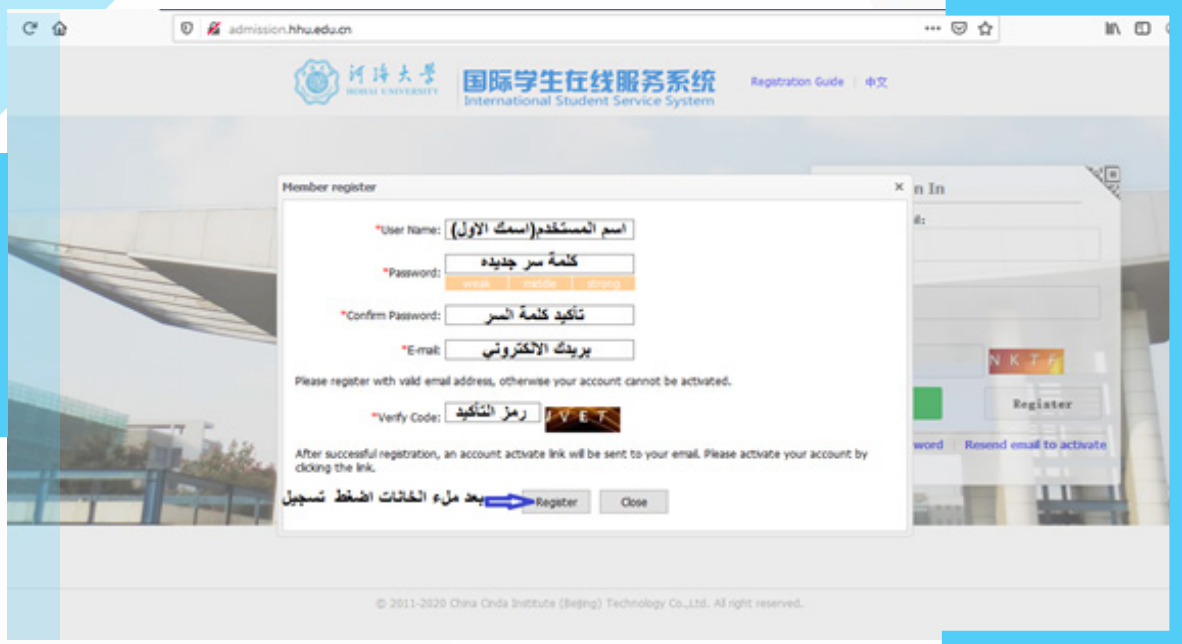 admission.hhu.edu.cn
河海大学
HOHAI UNIVERSITY
国际学生在线服务系统
International Student Service System
Registration Guide | 中文
Member register
n In
*User Name: اسم المستخدم(اسمك الاول)
*Password: كلمة سر جديده
weak middle strong
*Confirm Password: تأكيد كلمة السر
*E-mail: بريدك الالكتروني
Please register with valid email address, otherwise your account cannot be activated.
*Verify Code: رمز التأكيد
JVET
NKTF
Register
word | Resend email to activate
After successful registration, an account activate link will be sent to your email. Please activate your account by
clicking the link.
بعد ملء الخانات اضغط تسجيل
Register Close
© 2011-2020 China Cinda Institute (Beijing) Technology Co.,Ltd. All right reserved.